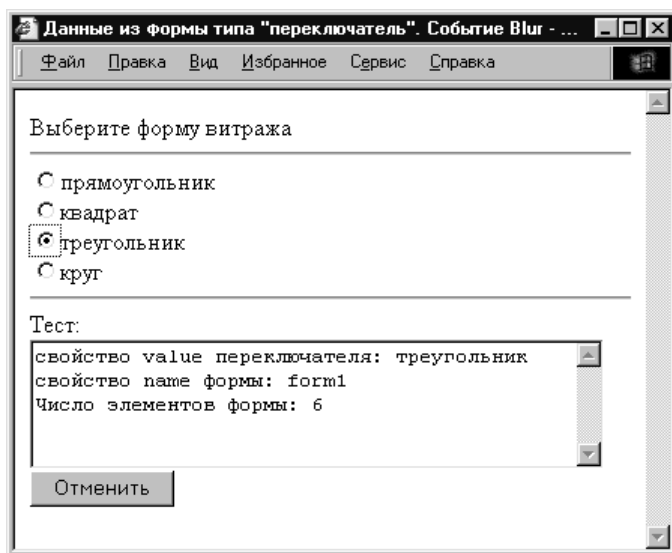 Данные из формы типа "переключатель". Событие Blur - ...
Файл Правка Вид Избранное Сервис Справка
Выберите форму витража
прямоугольник
квадрат
треугольник
круг
Тест:
свойство value переключателя: треугольник
свойство name формы: form1
Число элементов формы: 6
Отменить